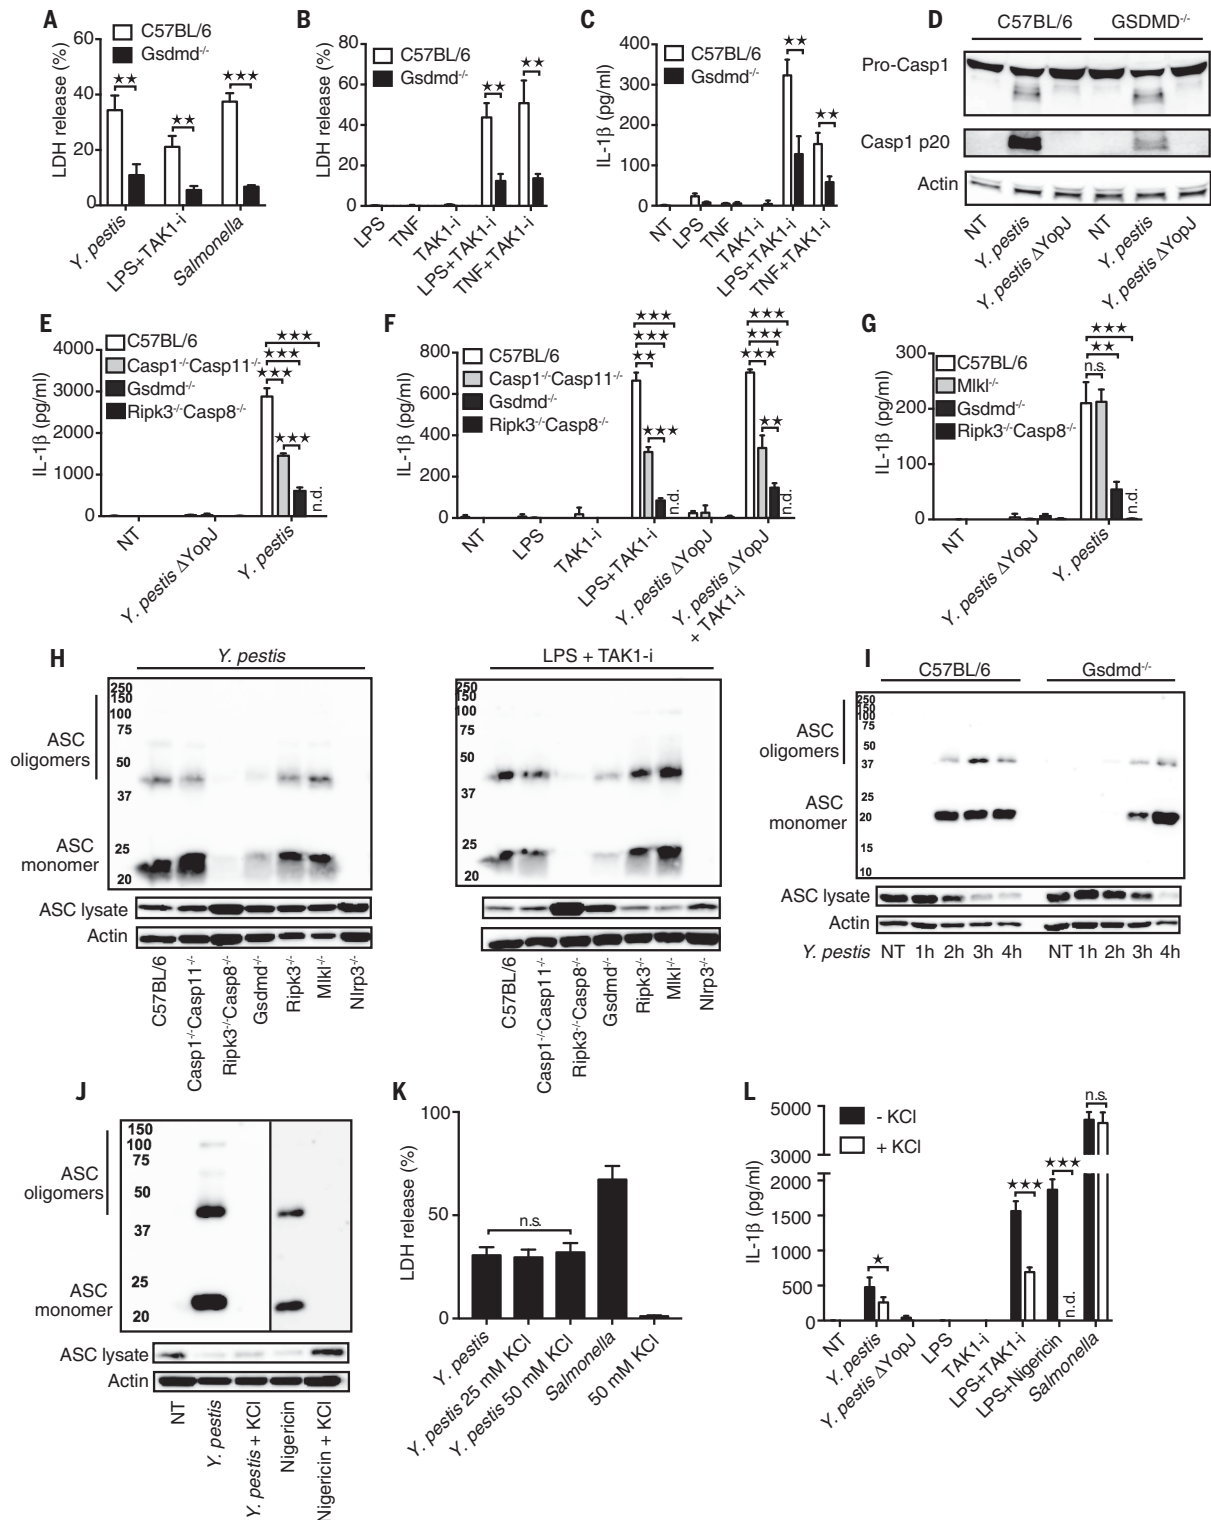 A
C57BL/6
Gsdmd-/-
LDH release (%)
60
40
20
0
★★
★★
★★★
Y. pestis
LPS+TAK1-i
Salmonella
B
C57BL/6
Gsdmd-/-
LDH release (%)
80
60
40
20
0
★★
★★
LPS
TNF
TAK1-i
LPS+TAK1-i
TNF+TAK1-i
C
C57BL/6
Gsdmd-/-
IL-1β (pg/ml)
400
300
200
100
0
★★
★★
NT
LPS
TNF
TAK1-i
LPS+TAK1-i
TNF+TAK1-i
D
C57BL/6
GSDMD-/-
Pro-Casp1
Casp1 p20
Actin
NT
Y. pestis
Y. pestis ΔYopJ
NT
Y. pestis
Y. pestis ΔYopJ
E
C57BL/6
Casp1-/-Casp11-/-
Gsdmd-/-
Ripk3-/-Casp8-/-
IL-1β (pg/ml)
4000
3000
2000
1000
0
★★★
★★★
★★★
★★★
n.d.
NT
Y. pestis ΔYopJ
Y. pestis
F
C57BL/6
Casp1-/-Casp11-/-
Gsdmd-/-
Ripk3-/-Casp8-/-
IL-1β (pg/ml)
800
600
400
200
0
★★★
★★★
★★
★★★
n.d.
★★★
★★★
★★★
★★
n.d.
NT
LPS
TAK1-i
LPS+TAK1-i
Y. pestis ΔYopJ
Y. pestis ΔYopJ
+ TAK1-i
G
C57BL/6
Mlkl-/-
Gsdmd-/-
Ripk3-/-Casp8-/-
IL-1β (pg/ml)
300
200
100
0
★★★
★★
n.s.
n.d.
NT
Y. pestis ΔYopJ
Y. pestis
H
Y. pestis
250
150
100
75
50
37
25
20
ASC
oligomers
ASC
monomer
ASC lysate
Actin
C57BL/6
Casp1-/-Casp11-/-
Ripk3-/-Casp8-/-
Gsdmd-/-
Ripk3-/-
Mlkl-/-
Nlrp3-/-
LPS + TAK1-i
250
150
100
75
50
37
25
20
C57BL/6
Casp1-/-Casp11-/-
Ripk3-/-Casp8-/-
Gsdmd-/-
Ripk3-/-
Mlkl-/-
Nlrp3-/-
I
C57BL/6
Gsdmd-/-
250
150
100
75
50
37
25
20
15
10
ASC
oligomers
ASC
monomer
ASC lysate
Actin
Y. pestis NT 1h 2h 3h 4h NT 1h 2h 3h 4h
J
150
100
75
50
37
25
20
ASC
oligomers
ASC
monomer
ASC lysate
Actin
NT
Y. pestis
Y. pestis + KCl
Nigericin
Nigericin + KCl
K
LDH release (%)
100
50
0
n.s.
Y. pestis
Y. pestis 25 mM KCl
Y. pestis 50 mM KCl
Salmonella
50 mM KCl
L
- KCl
+ KCl
IL-1β (pg/ml)
5000
3000
2000
1500
1000
500
0
★
★★★
★★★
n.d.
n.s.
NT
Y. pestis
Y. pestis ΔYopJ
LPS
TAK1-i
LPS+TAK1-i
LPS+Nigericin
Salmonella